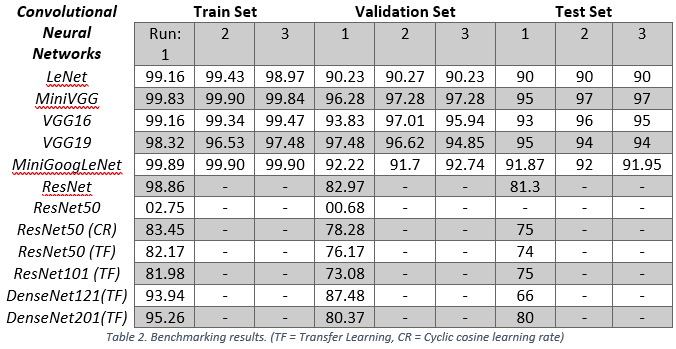 Convolutional Neural Networks Train Set Validation Set Test Set
Run: 1 2 3 1 2 3 1 2 3
LeNet 99.16 99.43 98.97 90.23 90.27 90.23 90 90 90
MiniVGG 99.83 99.90 99.84 96.28 97.28 97.28 95 97 97
VGG16 99.16 99.34 99.47 93.83 97.01 95.94 93 96 95
VGG19 98.32 96.53 97.48 97.48 96.62 94.85 95 94 94
MiniGoogLeNet 99.89 99.90 99.90 92.22 91.7 92.74 91.87 92 91.95
ResNet 98.86 - - 82.97 - - 81.3 - -
ResNet50 02.75 - - 00.68 - - - - -
ResNet50 (CR) 83.45 - - 78.28 - - 75 - -
ResNet50 (TF) 82.17 - - 76.17 - - 74 - -
ResNet101 (TF) 81.98 - - 73.08 - - 75 - -
DenseNet121(TF) 93.94 - - 87.48 - - 66 - -
DenseNet201(TF) 95.26 - - 80.37 - - 80 - -
Table 2. Benchmarking results. (TF = Transfer Learning, CR = Cyclic cosine learning rate)